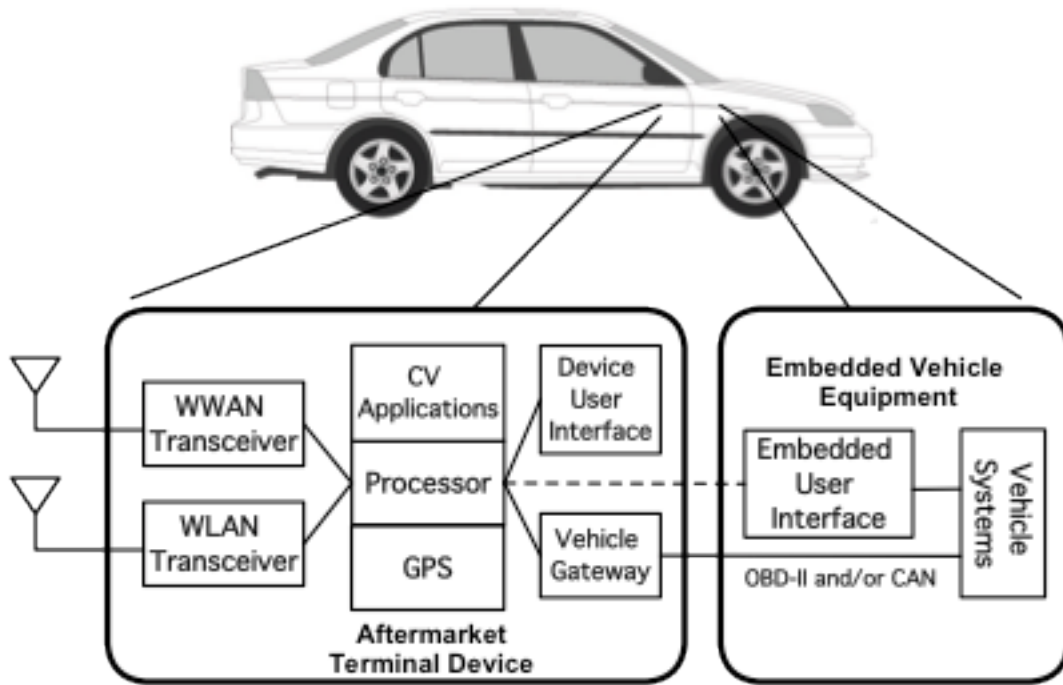 WWAN
Transceiver
WLAN
Transceiver
CV
Applications
Processor
GPS
Device
User
Interface
Vehicle
Gateway
Aftermarket
Terminal Device
Embedded Vehicle
Equipment
Embedded
User
Interface
Vehicle
Systems
OBD-II and/or CAN